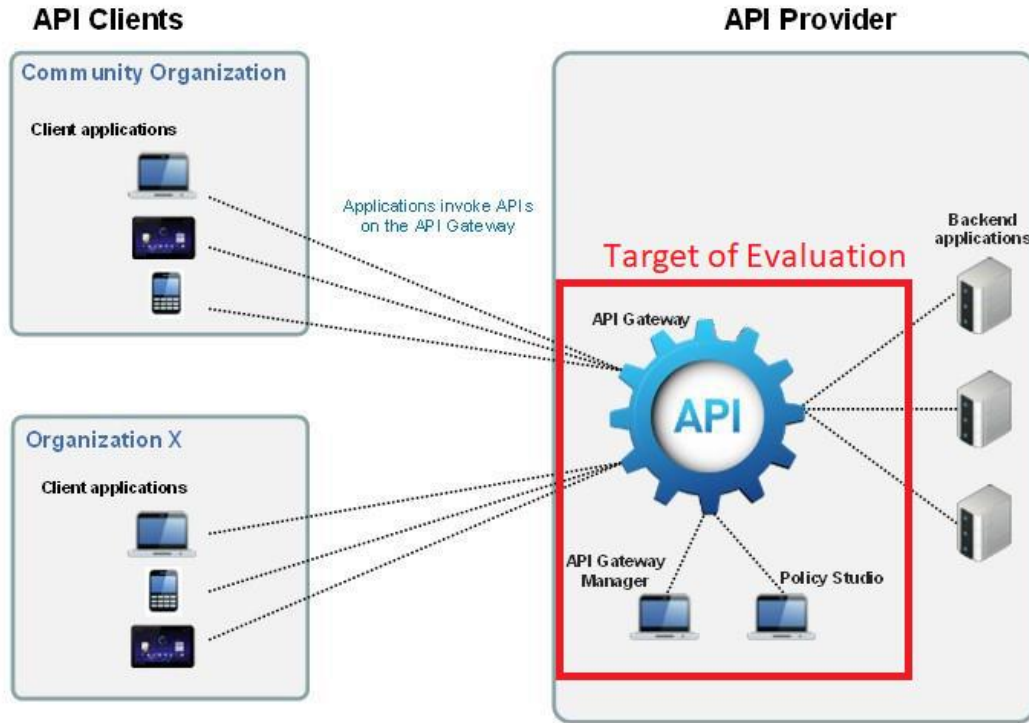 API Clients
API Provider
Community Organization
Client applications
Applications invoke APIs
on the API Gateway
Backend
applications
Target of Evaluation
API Gateway
API
Organization X
Client applications
API Gateway
Manager
Policy Studio